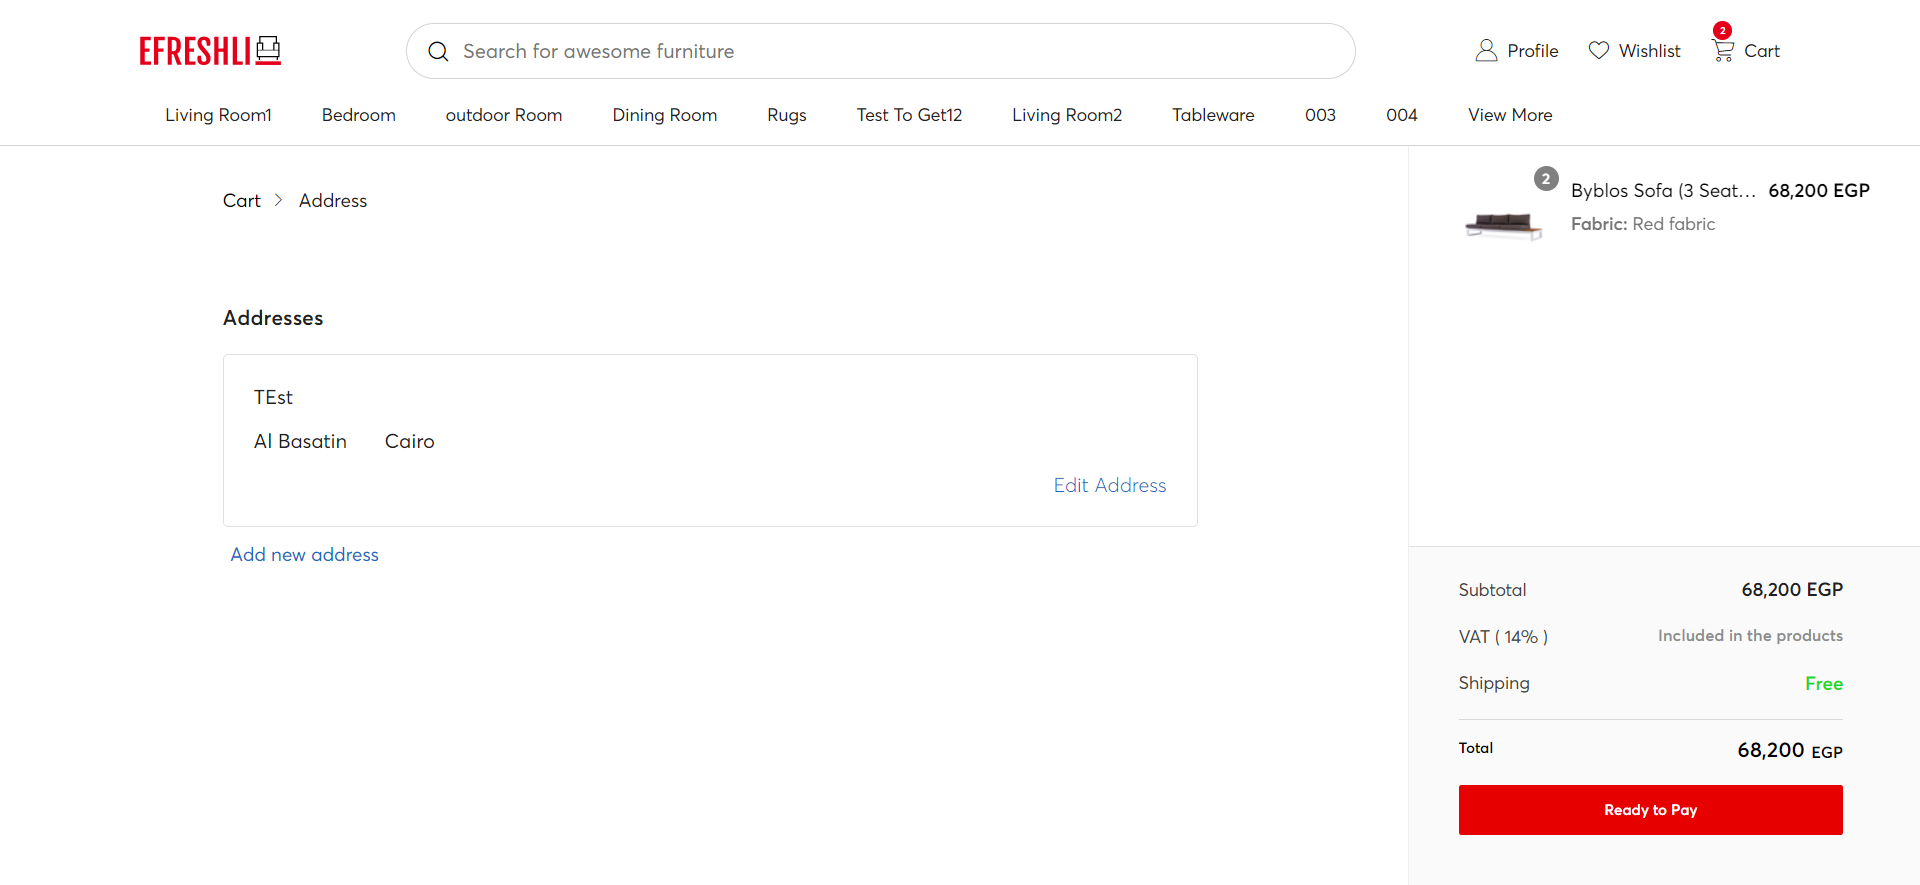 EFRESHLI
Search for awesome furniture
Profile
Wishlist
2
Cart
Living Room1
Bedroom
outdoor Room
Dining Room
Rugs
Test To Get12
Living Room2
Tableware
003
004
View More
Cart > Address
Addresses
TEst
Al Basatin Cairo
Edit Address
Add new address
2
Byblos Sofa (3 Seat... 68,200 EGP
Fabric: Red fabric
Subtotal 68,200 EGP
VAT ( 14% ) Included in the products
Shipping Free
Total 68,200 EGP
Ready to Pay